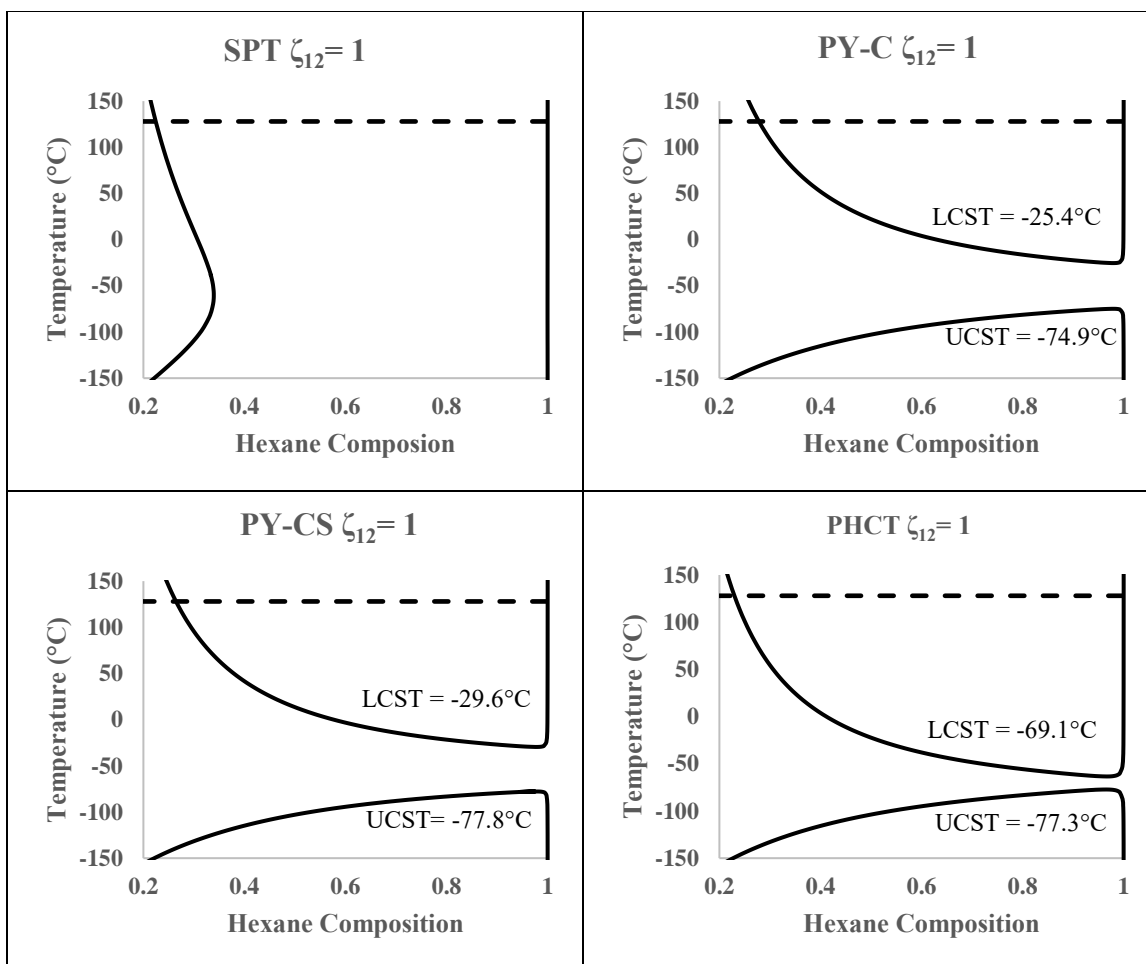 SPT ζ12= 1
150
100
50
0
-50
-100
-150
Temperature (°C)
0.2 0.4 0.6 0.8 1
Hexane Composion
PY-C ζ12= 1
150
100
50
0
-50
-100
-150
Temperature (°C)
LCST = -25.4°C
UCST = -74.9°C
0.2 0.4 0.6 0.8 1
Hexane Composition
PY-CS ζ12= 1
150
100
50
0
-50
-100
-150
Temperature (°C)
LCST = -29.6°C
UCST= -77.8°C
0.2 0.4 0.6 0.8 1
Hexane Composition
PHCT ζ12= 1
150
100
50
0
-50
-100
-150
Temperature (°C)
LCST = -69.1°C
UCST = -77.3°C
0.2 0.4 0.6 0.8 1
Hexane Composition